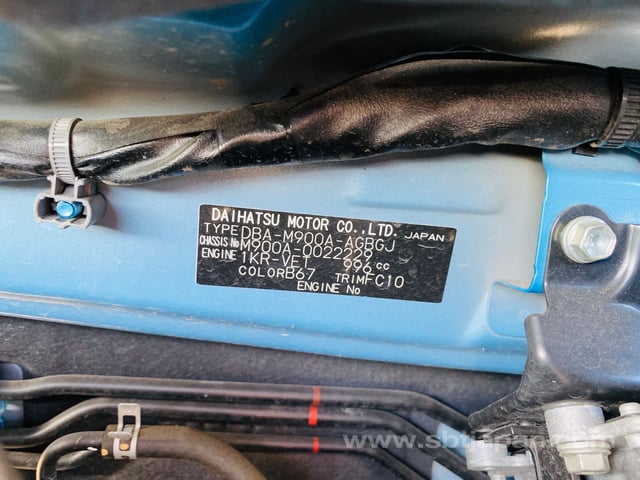 DAIHATSU MOTOR CO.,LTD.
TYPE DBA-M900A-AGBGJ JAPAN
CHASSIS No M900A-0022229
ENGINE 1KR-VET 996 cc
COLOR B67 TRIM FC10
ENGINE No